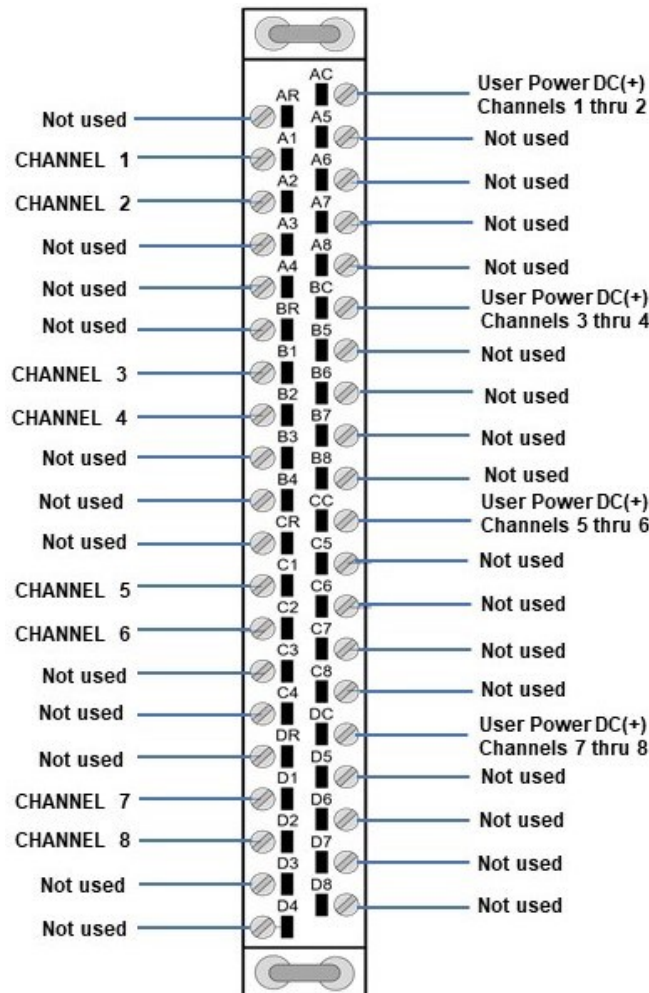 AC
User Power DC(+)
Channels 1 thru 2
AR
Not used
A5
Not used
A1
CHANNEL 1
A6
Not used
A2
CHANNEL 2
A7
Not used
A3
Not used
A8
Not used
A4
Not used
BC
User Power DC(+)
Channels 3 thru 4
BR
Not used
B5
Not used
B1
CHANNEL 3
B6
Not used
B2
CHANNEL 4
B7
Not used
B3
Not used
B8
Not used
B4
Not used
CC
User Power DC(+)
Channels 5 thru 6
CR
Not used
C5
Not used
C1
CHANNEL 5
C6
Not used
C2
CHANNEL 6
C7
Not used
C3
Not used
C8
Not used
C4
Not used
DC
User Power DC(+)
Channels 7 thru 8
DR
Not used
D5
Not used
D1
CHANNEL 7
D6
Not used
D2
CHANNEL 8
D7
Not used
D3
Not used
D8
Not used
D4
Not used